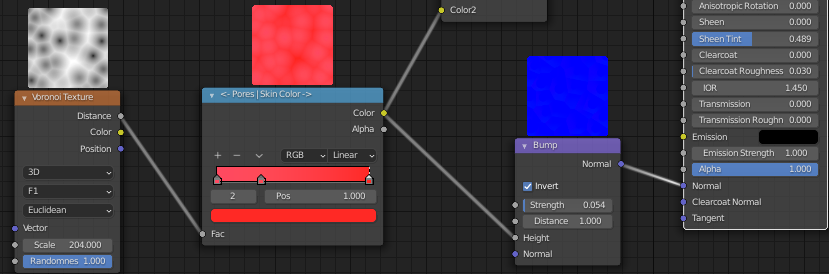 Color2
Anisotropic Rotation 0.000
Sheen 0.000
Sheen Tint 0.489
Clearcoat 0.000
Clearcoat Roughness 0.030
IOR 1.450
Transmission 0.000
Transmission Roughn 0.000
Emission
Emission Strength 1.000
Alpha 1.000
Normal
Clearcoat Normal
Tangent
Voronoi Texture
Distance
Color
Position
3D
F1
Euclidean
Vector
Scale 204.000
Randomnes 1.000
<- Pores | Skin Color ->
Color
Alpha
RGB Linear
2 Pos 1.000
Fac
Bump
Normal
Invert
Strength 0.054
Distance 1.000
Height
Normal